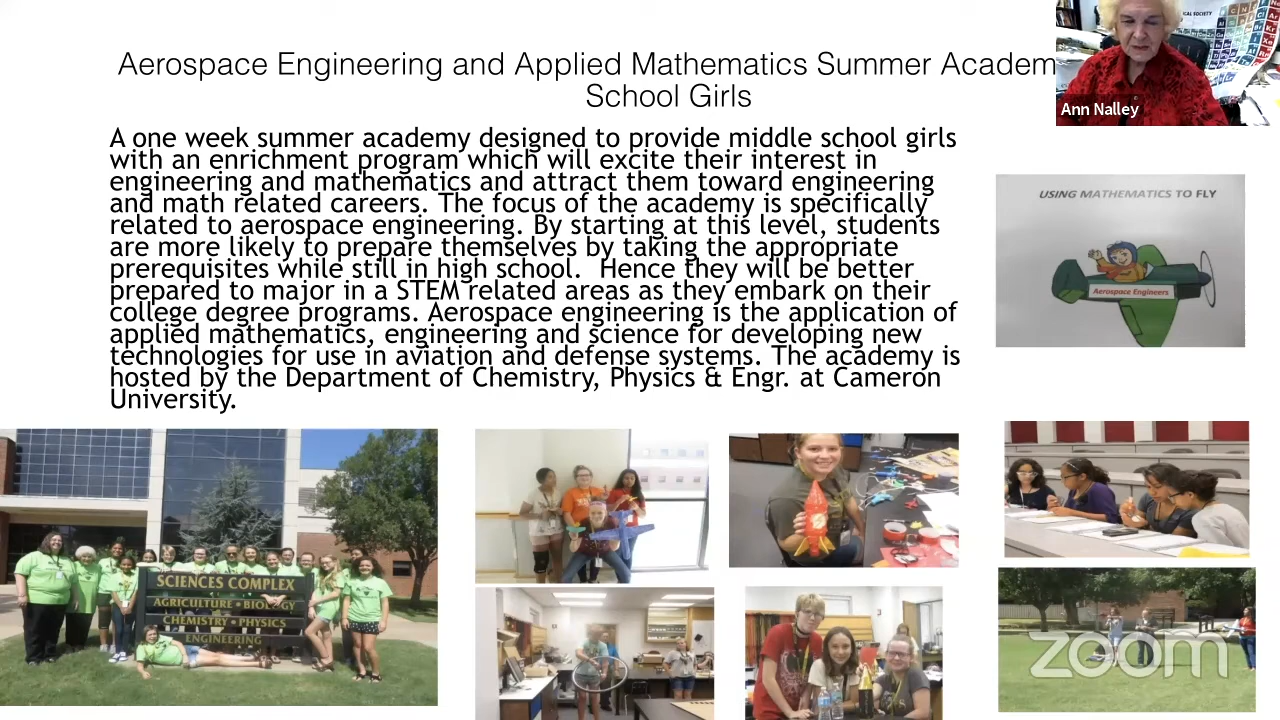 Aerospace Engineering and Applied Mathematics Summer Academ
School Girls
A one week summer academy designed to provide middle school girls
with an enrichment program which will excite their interest in
engineering and mathematics and attract them toward engineering
and math related careers. The focus of the academy is specifically
related to aerospace engineering. By starting at this level, students
are more likely to prepare themselves by taking the appropriate
prerequisites while still in high school. Hence they will be better
prepared to major in a STEM related areas as they embark on their
college degree programs. Aerospace engineering is the application of
applied mathematics, engineering and science for developing new
technologies for use in aviation and defense systems. The academy is
hosted by the Department of Chemistry, Physics & Engr. at Cameron
University.
ICAL SOCIETY
Ann Nalley
USING MATHEMATICS TO FLY
Aerospace Engineers
SCIENCES COMPLEX
AGRICULTURE • BIOLOGY
CHEMISTRY • PHYSICS
ENGINEERING
zoom